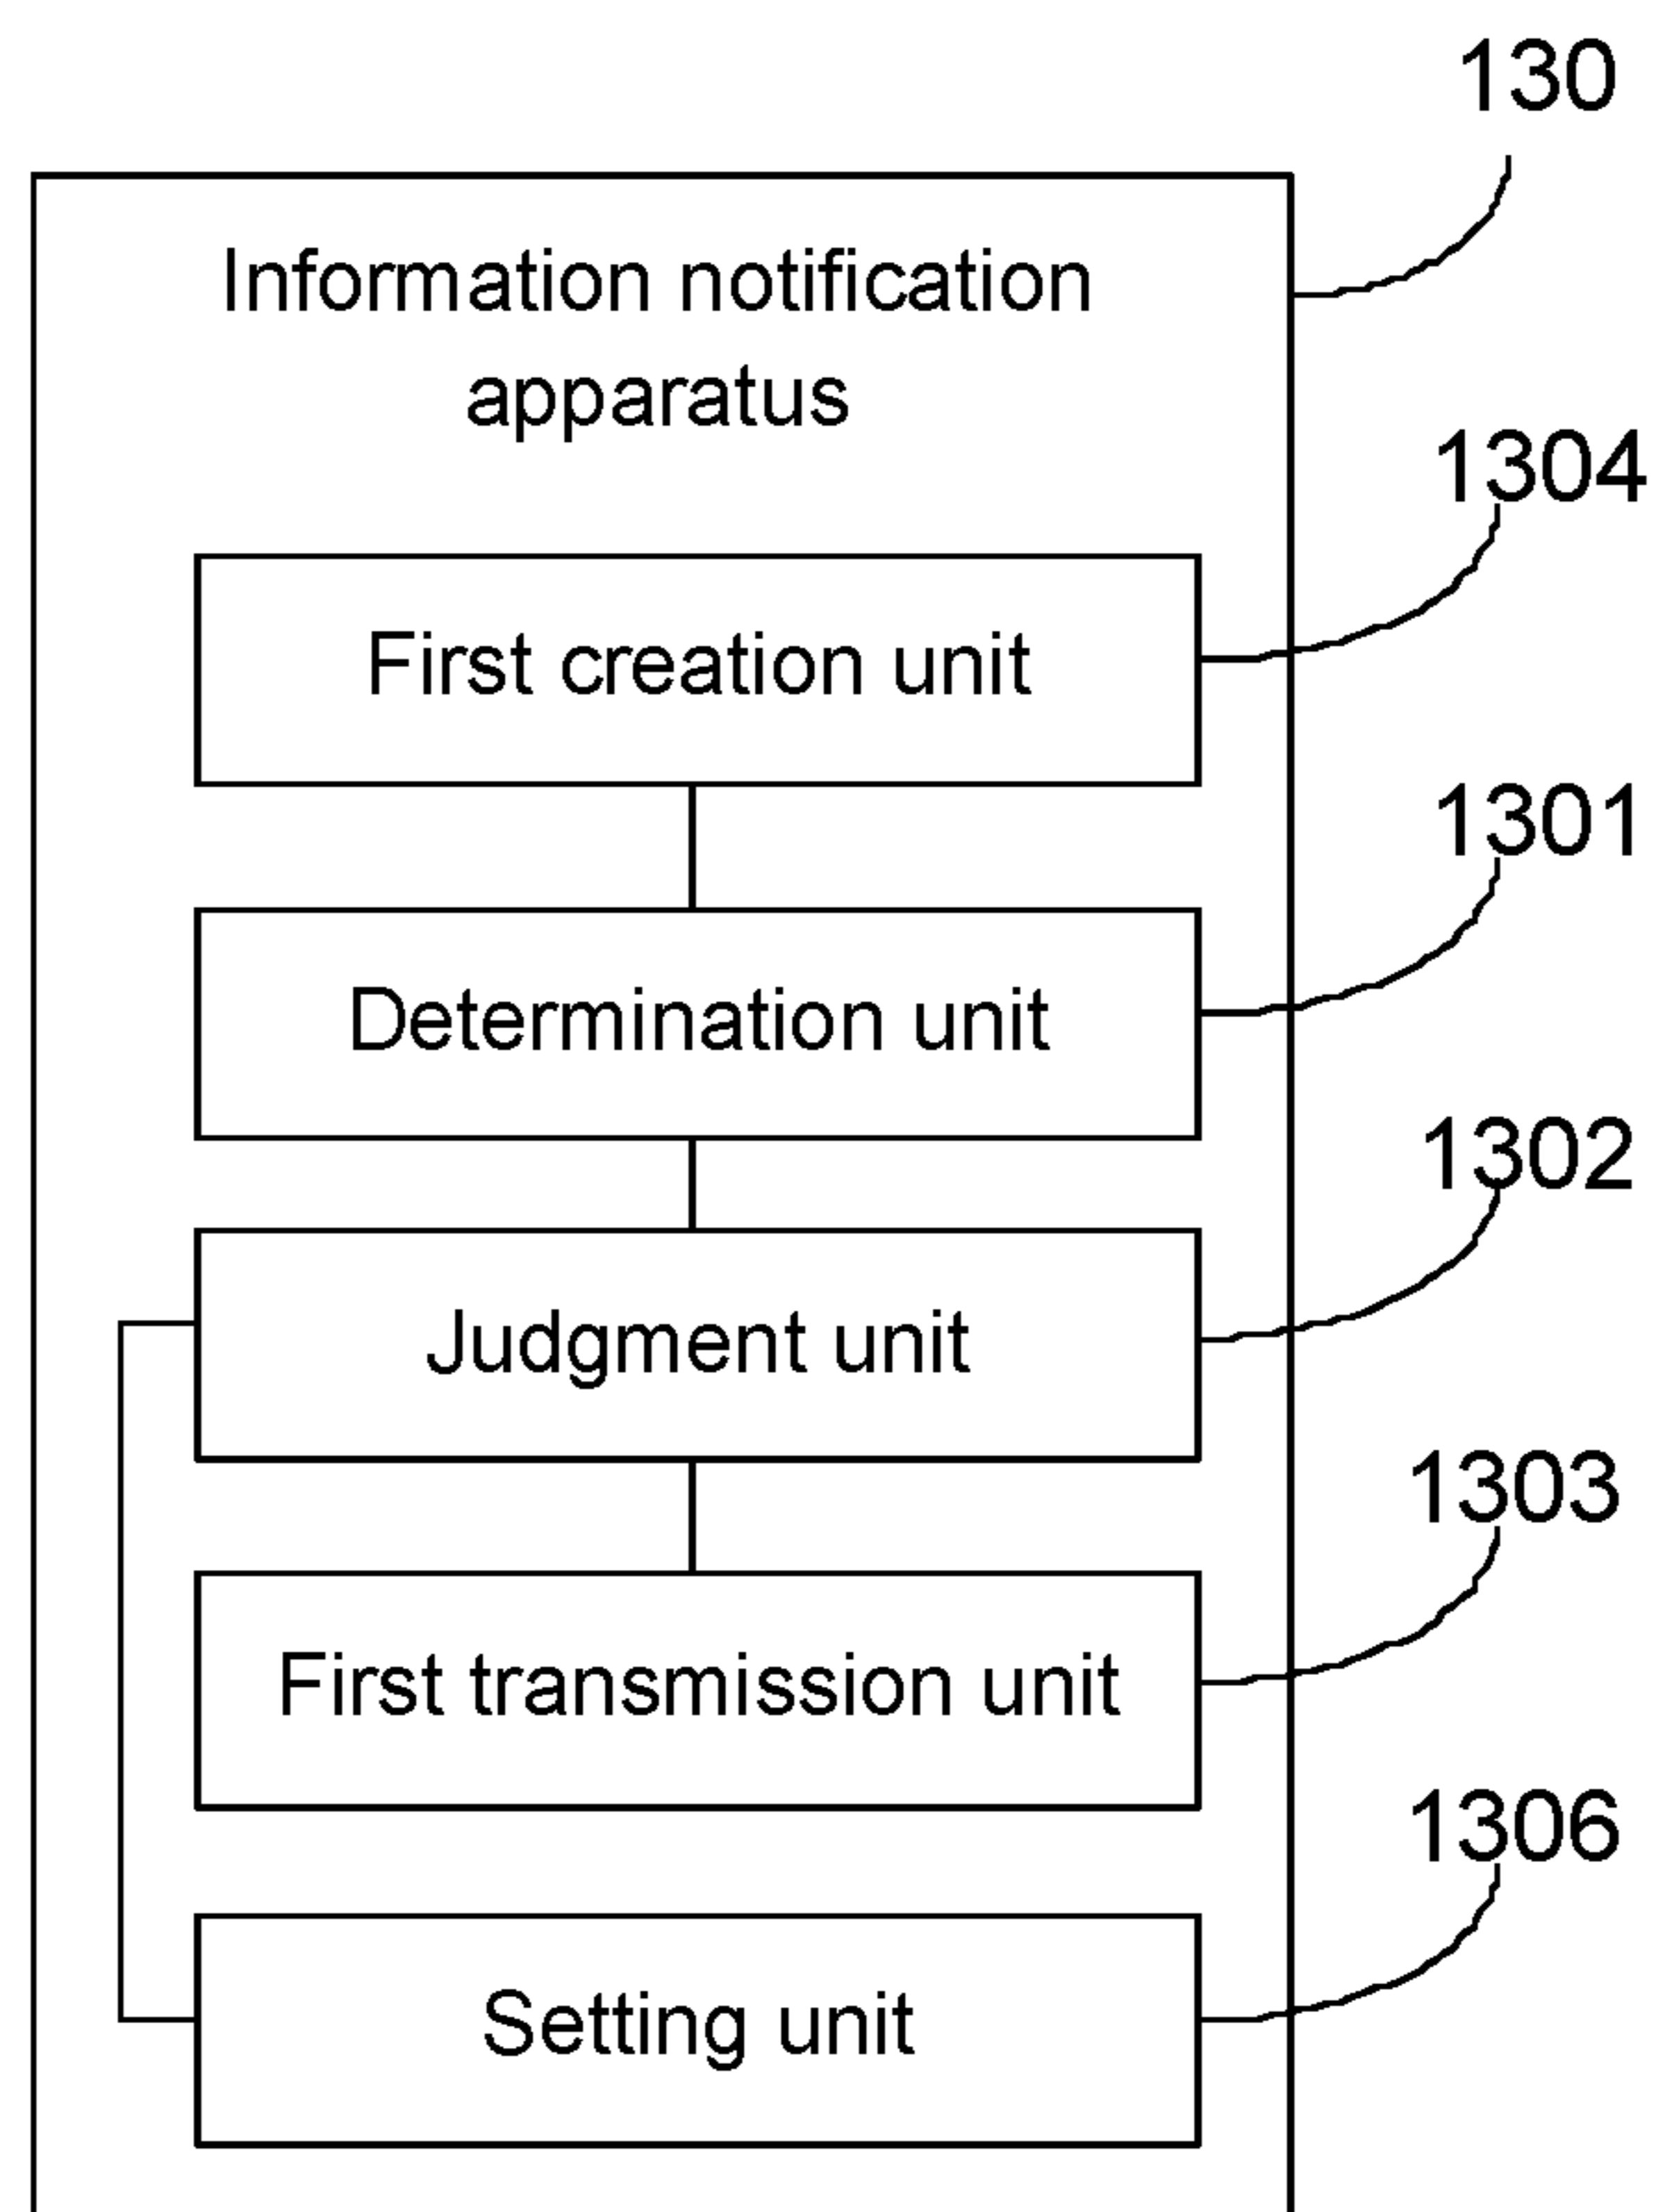 130
Information notification
apparatus
1304
First creation unit
1301
Determination unit
1302
Judgment unit
1303
First transmission unit
1306
Setting unit